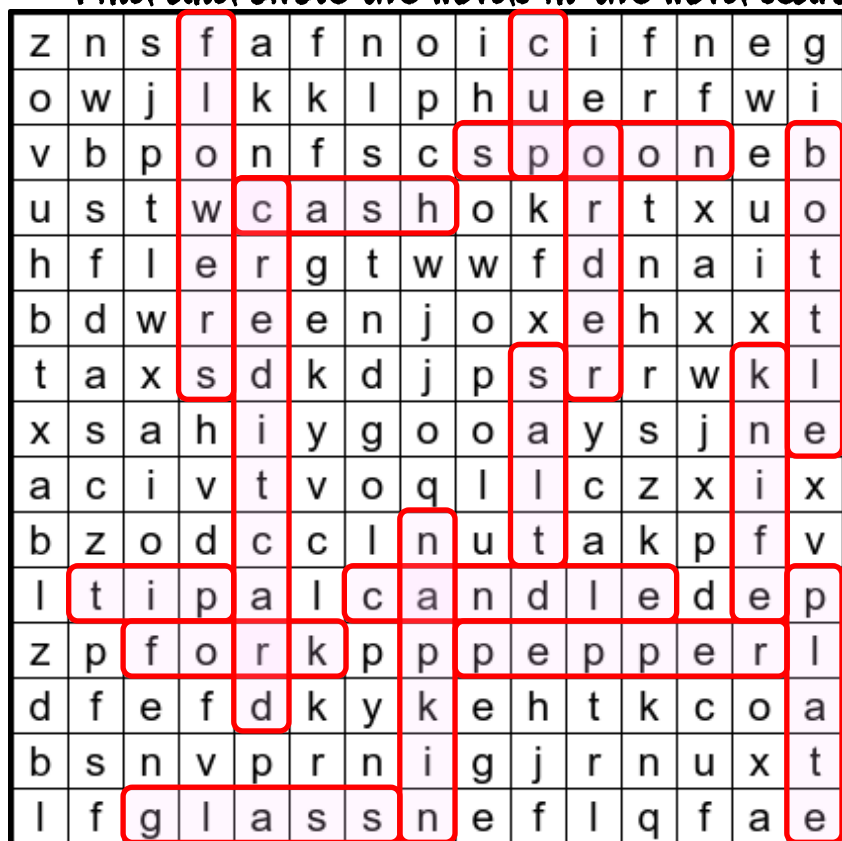 z n s f a f n o i c i f n e g
o w j l k k l p h u e r f w i
v b p o n f s c s p o o n e b
u s t w c a s h o k r t x u o
h f l e r g t w w f d n a i t
b d w r e e n j o x e h x x t
t a x s d k d j p s r r w k l
x s a h i y g o o a y s j n e
a c i v t v o q l l c z x i x
b z o d c c l n u t a k p f v
l t i p a l c a n d l e d e p
z p f o r k p p p e p p e r l
d f e f d k y k e h t k c o a
b s n v p r n i g j r n u x t
l f g l a s s n e f l q f a e